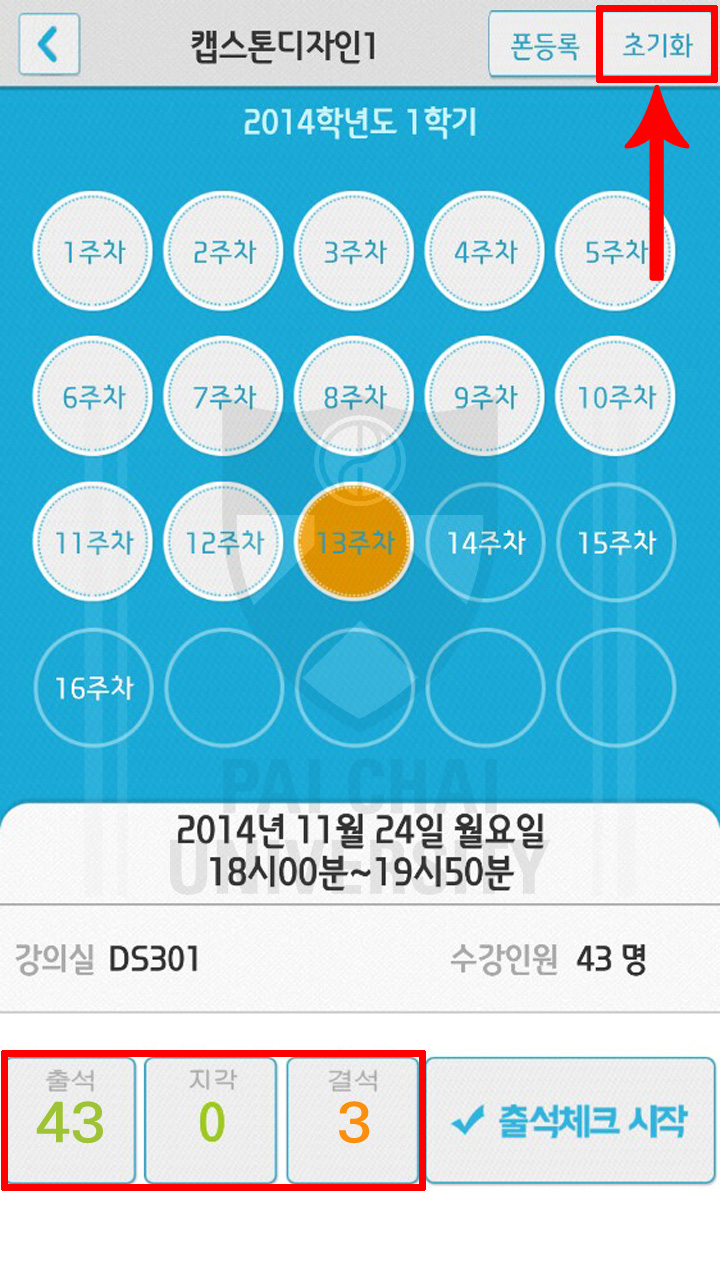 캡스톤디자인1
폰등록
초기화
2014학년도 1학기
1주차 2주차 3주차 4주차 5주차
6주차 7주차 8주차 9주차 10주차
11주차 12주차 13주차 14주차 15주차
16주차
PAI CHAI
UNIVERSITY
2014년 11월 24일 월요일
18시00분~19시50분
강의실 DS301 수강인원 43 명
출석 지각 결석
43 0 3
출석체크 시작